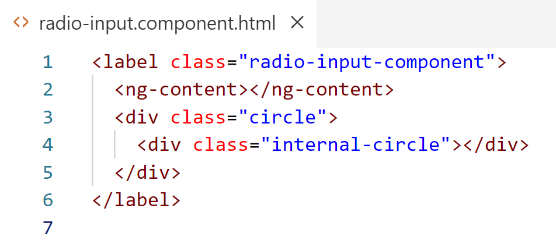 <> radio-input.component.html ×
1 <label class="radio-input-component">
2 <ng-content></ng-content>
3 <div class="circle">
4 <div class="internal-circle"></div>
5 </div>
6 </label>
7